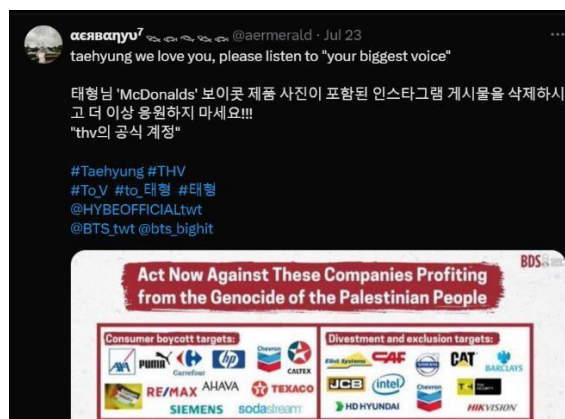 αєяваηγυ⁷ @aermerald · Jul 23
taehyung we love you, please listen to "your biggest voice"
태형님 'McDonalds' 보이콧 제품 사진이 포함된 인스타그램 게시물을 삭제하시
고 더 이상 응원하지 마세요!!!
"thv의 공식 계정"
#Taehyung #THV
#To_V #to_태형 #태형
@HYBEOFFICIALtwt
@BTS_twt @bts_bighit
BDS
Act Now Against These Companies Profiting
from the Genocide of the Palestinian People
Consumer boycott targets:
AXA PUMA Carrefour hp Chevron CALTEX
RE/MAX AHAVA TEXACO
SIEMENS sodastream
Divestment and exclusion targets:
Elbit Systems CAF VOLVO CAT BARCLAYS
JCB intel Chevron
HD HYUNDAI HIKVISION